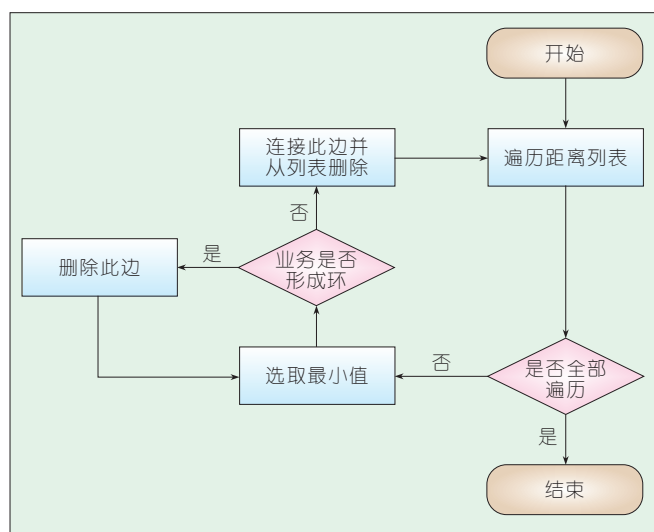 开始
连接此边并
从列表删除
遍历距离列表
否
业务是否
形成环
是
删除此边
选取最小值
否
是否全部
遍历
是
结束